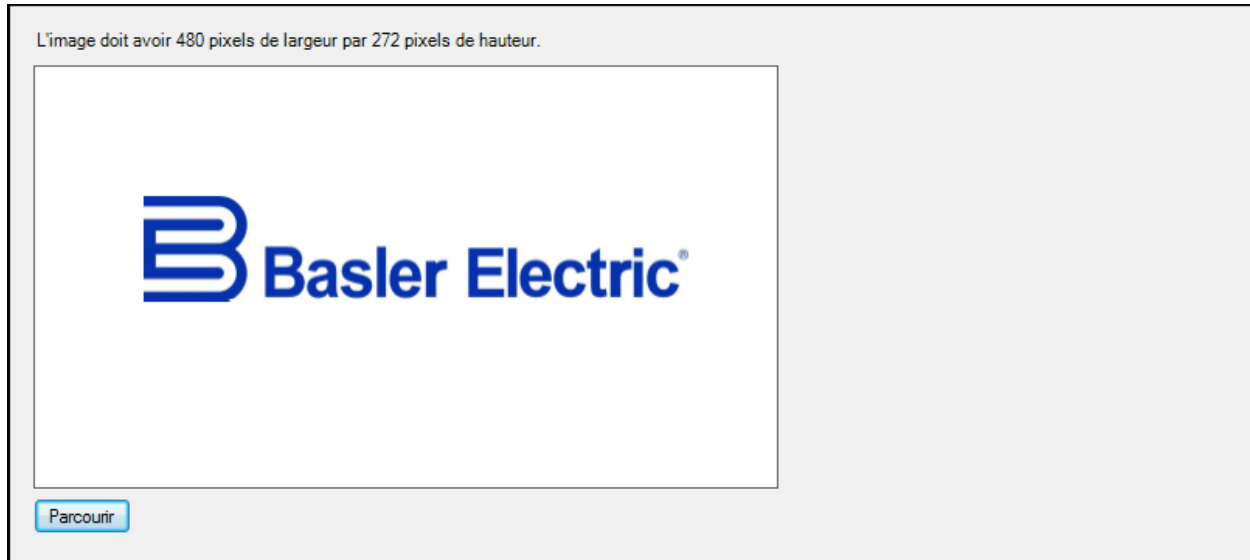 L'image doit avoir 480 pixels de largeur par 272 pixels de hauteur.
Basler Electric®
Parcourir